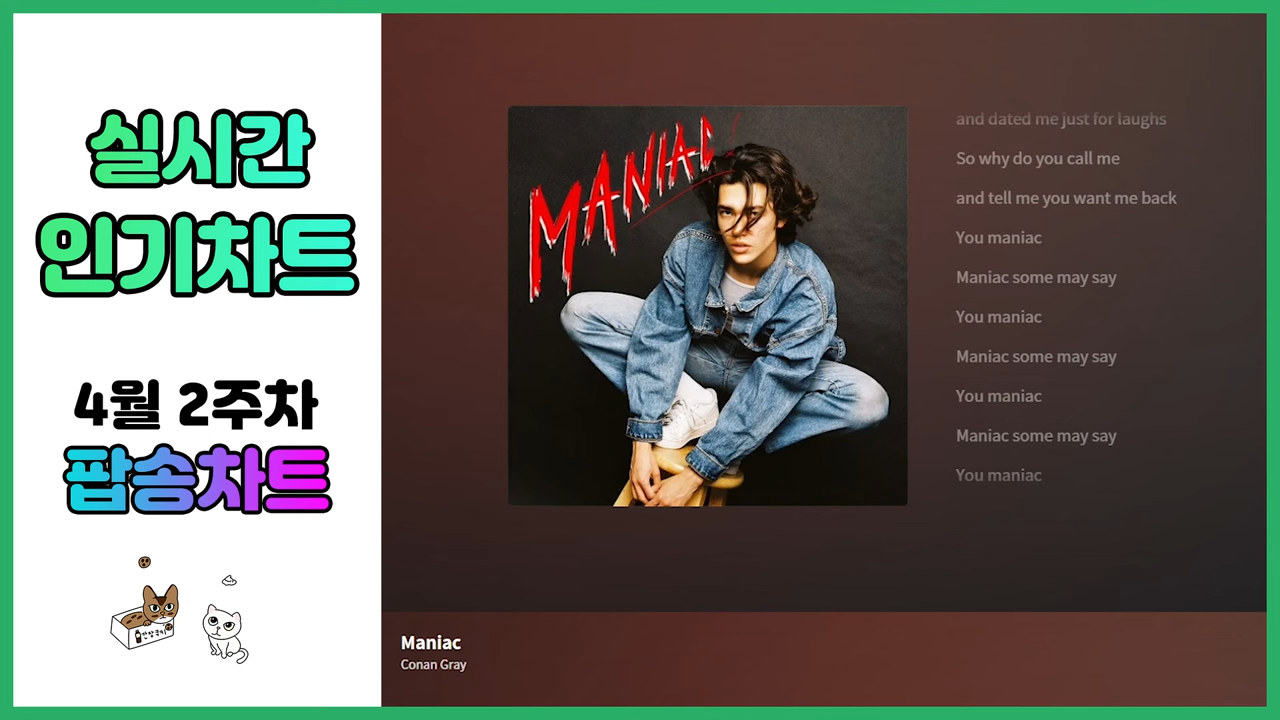 실시간
인기차트
4월 2주차
팝송차트
MANIAC
and dated me just for laughs
So why do you call me
and tell me you want me back
You maniac
Maniac some may say
You maniac
Maniac some may say
You maniac
Maniac some may say
You maniac
Maniac
Conan Gray